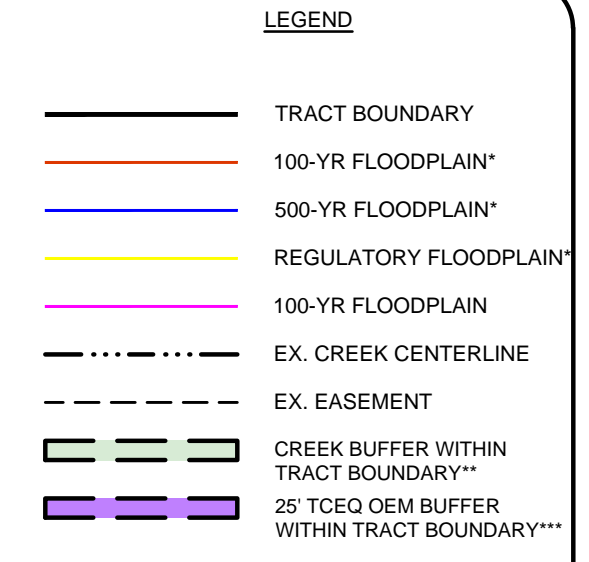 LEGEND
TRACT BOUNDARY
100-YR FLOODPLAIN*
500-YR FLOODPLAIN*
REGULATORY FLOODPLAIN*
100-YR FLOODPLAIN
EX. CREEK CENTERLINE
EX. EASEMENT
CREEK BUFFER WITHIN
TRACT BOUNDARY**
25' TCEQ OEM BUFFER
WITHIN TRACT BOUNDARY***